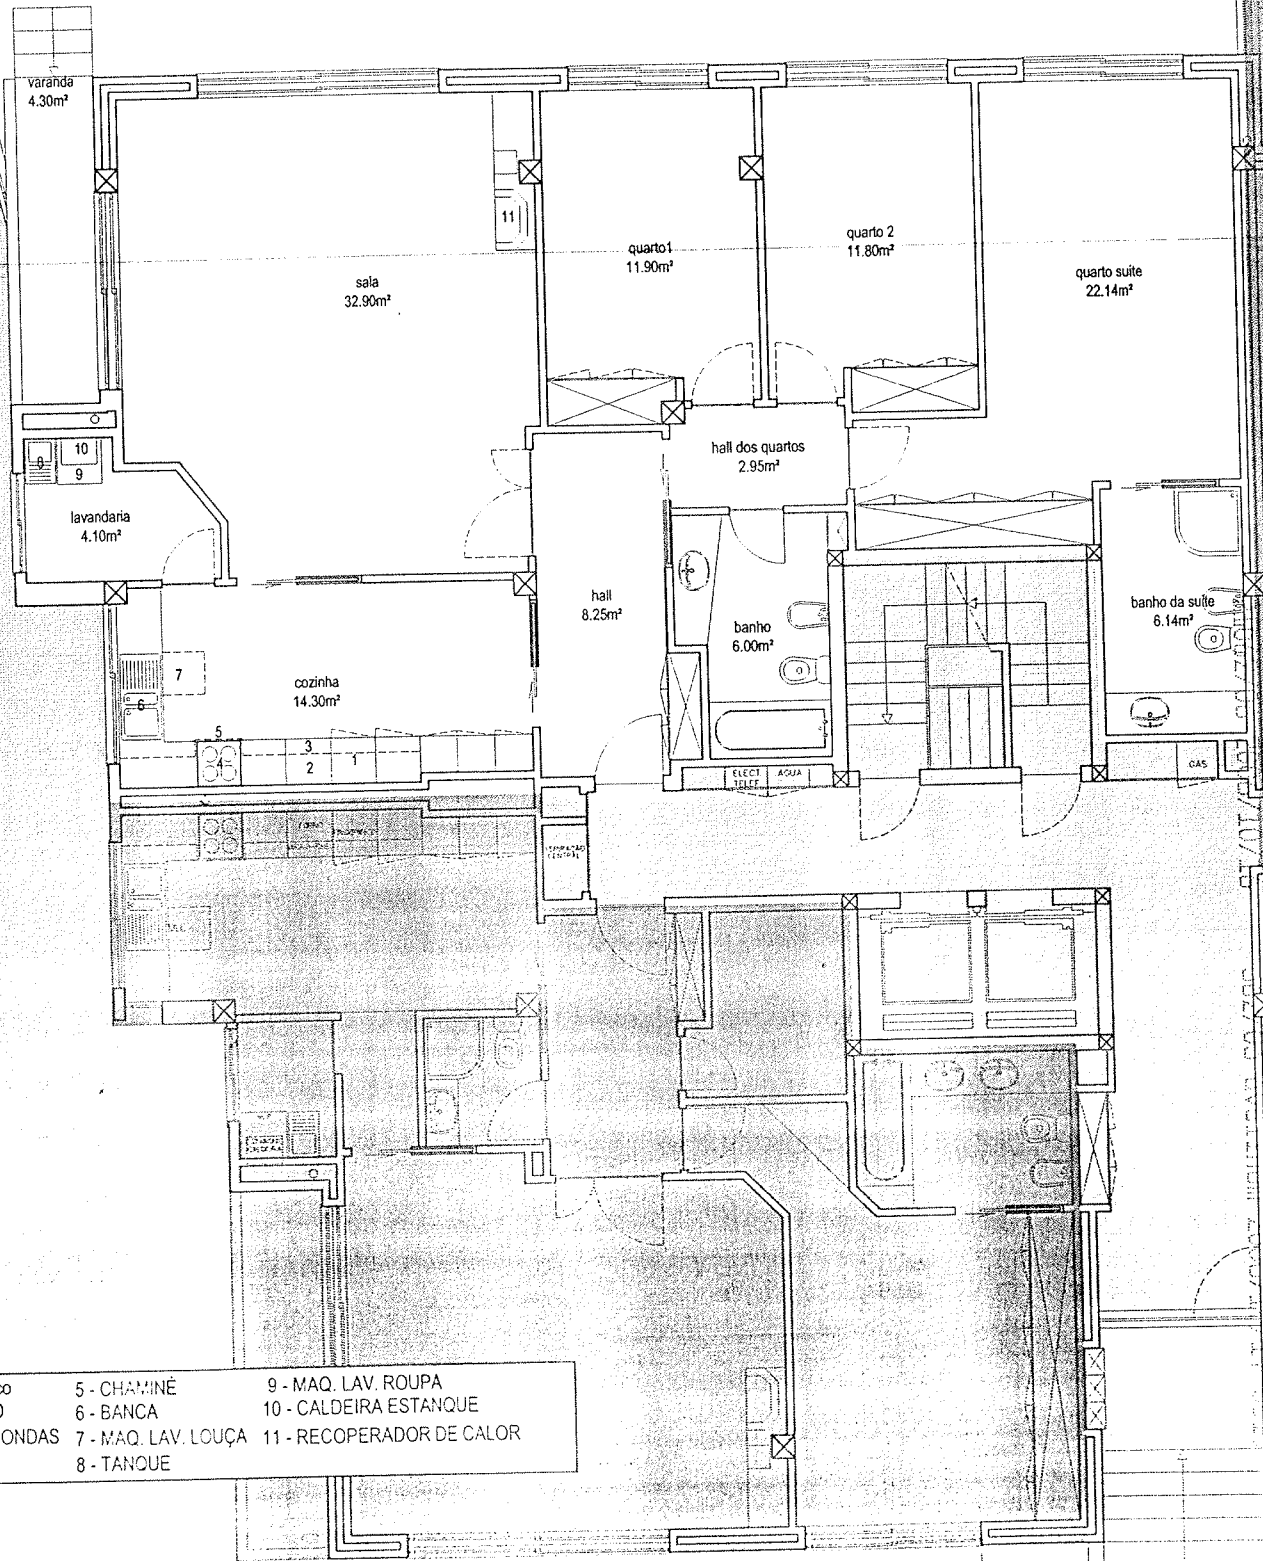 varanda
4.30m²
11
quarto1
11.90m²
quarto 2
11.80m²
quarto suite
22.14m²
sala
32.90m²
hall dos quartos
2.95m²
8
10
9
lavandaria
4.10m²
hall
8.25m²
banho
6.00m²
banho da suite
6.14m²
7
cozinha
14.30m²
6
5
4
3
2
1
ELECT
TELEF
AGUA
GAS
5 - CHAMINÉ
6 - BANCA
ONDAS
7 - MAQ. LAV. LOUÇA
8 - TANQUE
9 - MAQ. LAV. ROUPA
10 - CALDEIRA ESTANQUE
11 - RECOPERADOR DE CALOR